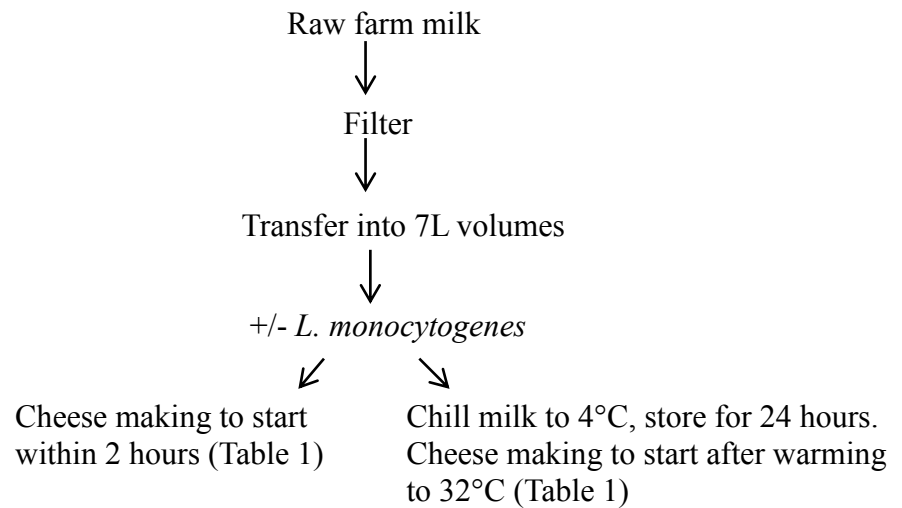 Raw farm milk
Filter
Transfer into 7L volumes
+/- L. monocytogenes
Cheese making to start
within 2 hours (Table 1)
Chill milk to 4°C, store for 24 hours.
Cheese making to start after warming
to 32°C (Table 1)